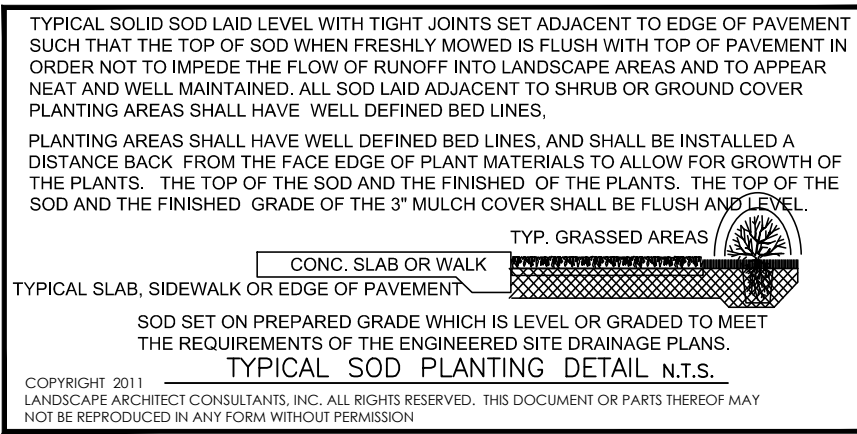 TYPICAL SOLID SOD LAID LEVEL WITH TIGHT JOINTS SET ADJACENT TO EDGE OF PAVEMENT
SUCH THAT THE TOP OF SOD WHEN FRESHLY MOWED IS FLUSH WITH TOP OF PAVEMENT IN
ORDER NOT TO IMPEDE THE FLOW OF RUNOFF INTO LANDSCAPE AREAS AND TO APPEAR
NEAT AND WELL MAINTAINED. ALL SOD LAID ADJACENT TO SHRUB OR GROUND COVER
PLANTING AREAS SHALL HAVE WELL DEFINED BED LINES,
PLANTING AREAS SHALL HAVE WELL DEFINED BED LINES, AND SHALL BE INSTALLED A
DISTANCE BACK FROM THE FACE EDGE OF PLANT MATERIALS TO ALLOW FOR GROWTH OF
THE PLANTS. THE TOP OF THE SOD AND THE FINISHED OF THE PLANTS. THE TOP OF THE
SOD AND THE FINISHED GRADE OF THE 3" MULCH COVER SHALL BE FLUSH AND LEVEL.
TYP. GRASSED AREAS
CONC. SLAB OR WALK
TYPICAL SLAB, SIDEWALK OR EDGE OF PAVEMENT
SOD SET ON PREPARED GRADE WHICH IS LEVEL OR GRADED TO MEET
THE REQUIREMENTS OF THE ENGINEERED SITE DRAINAGE PLANS.
TYPICAL SOD PLANTING DETAIL N.T.S.
COPYRIGHT 2011
LANDSCAPE ARCHITECT CONSULTANTS, INC. ALL RIGHTS RESERVED. THIS DOCUMENT OR PARTS THEREOF MAY
NOT BE REPRODUCED IN ANY FORM WITHOUT PERMISSION